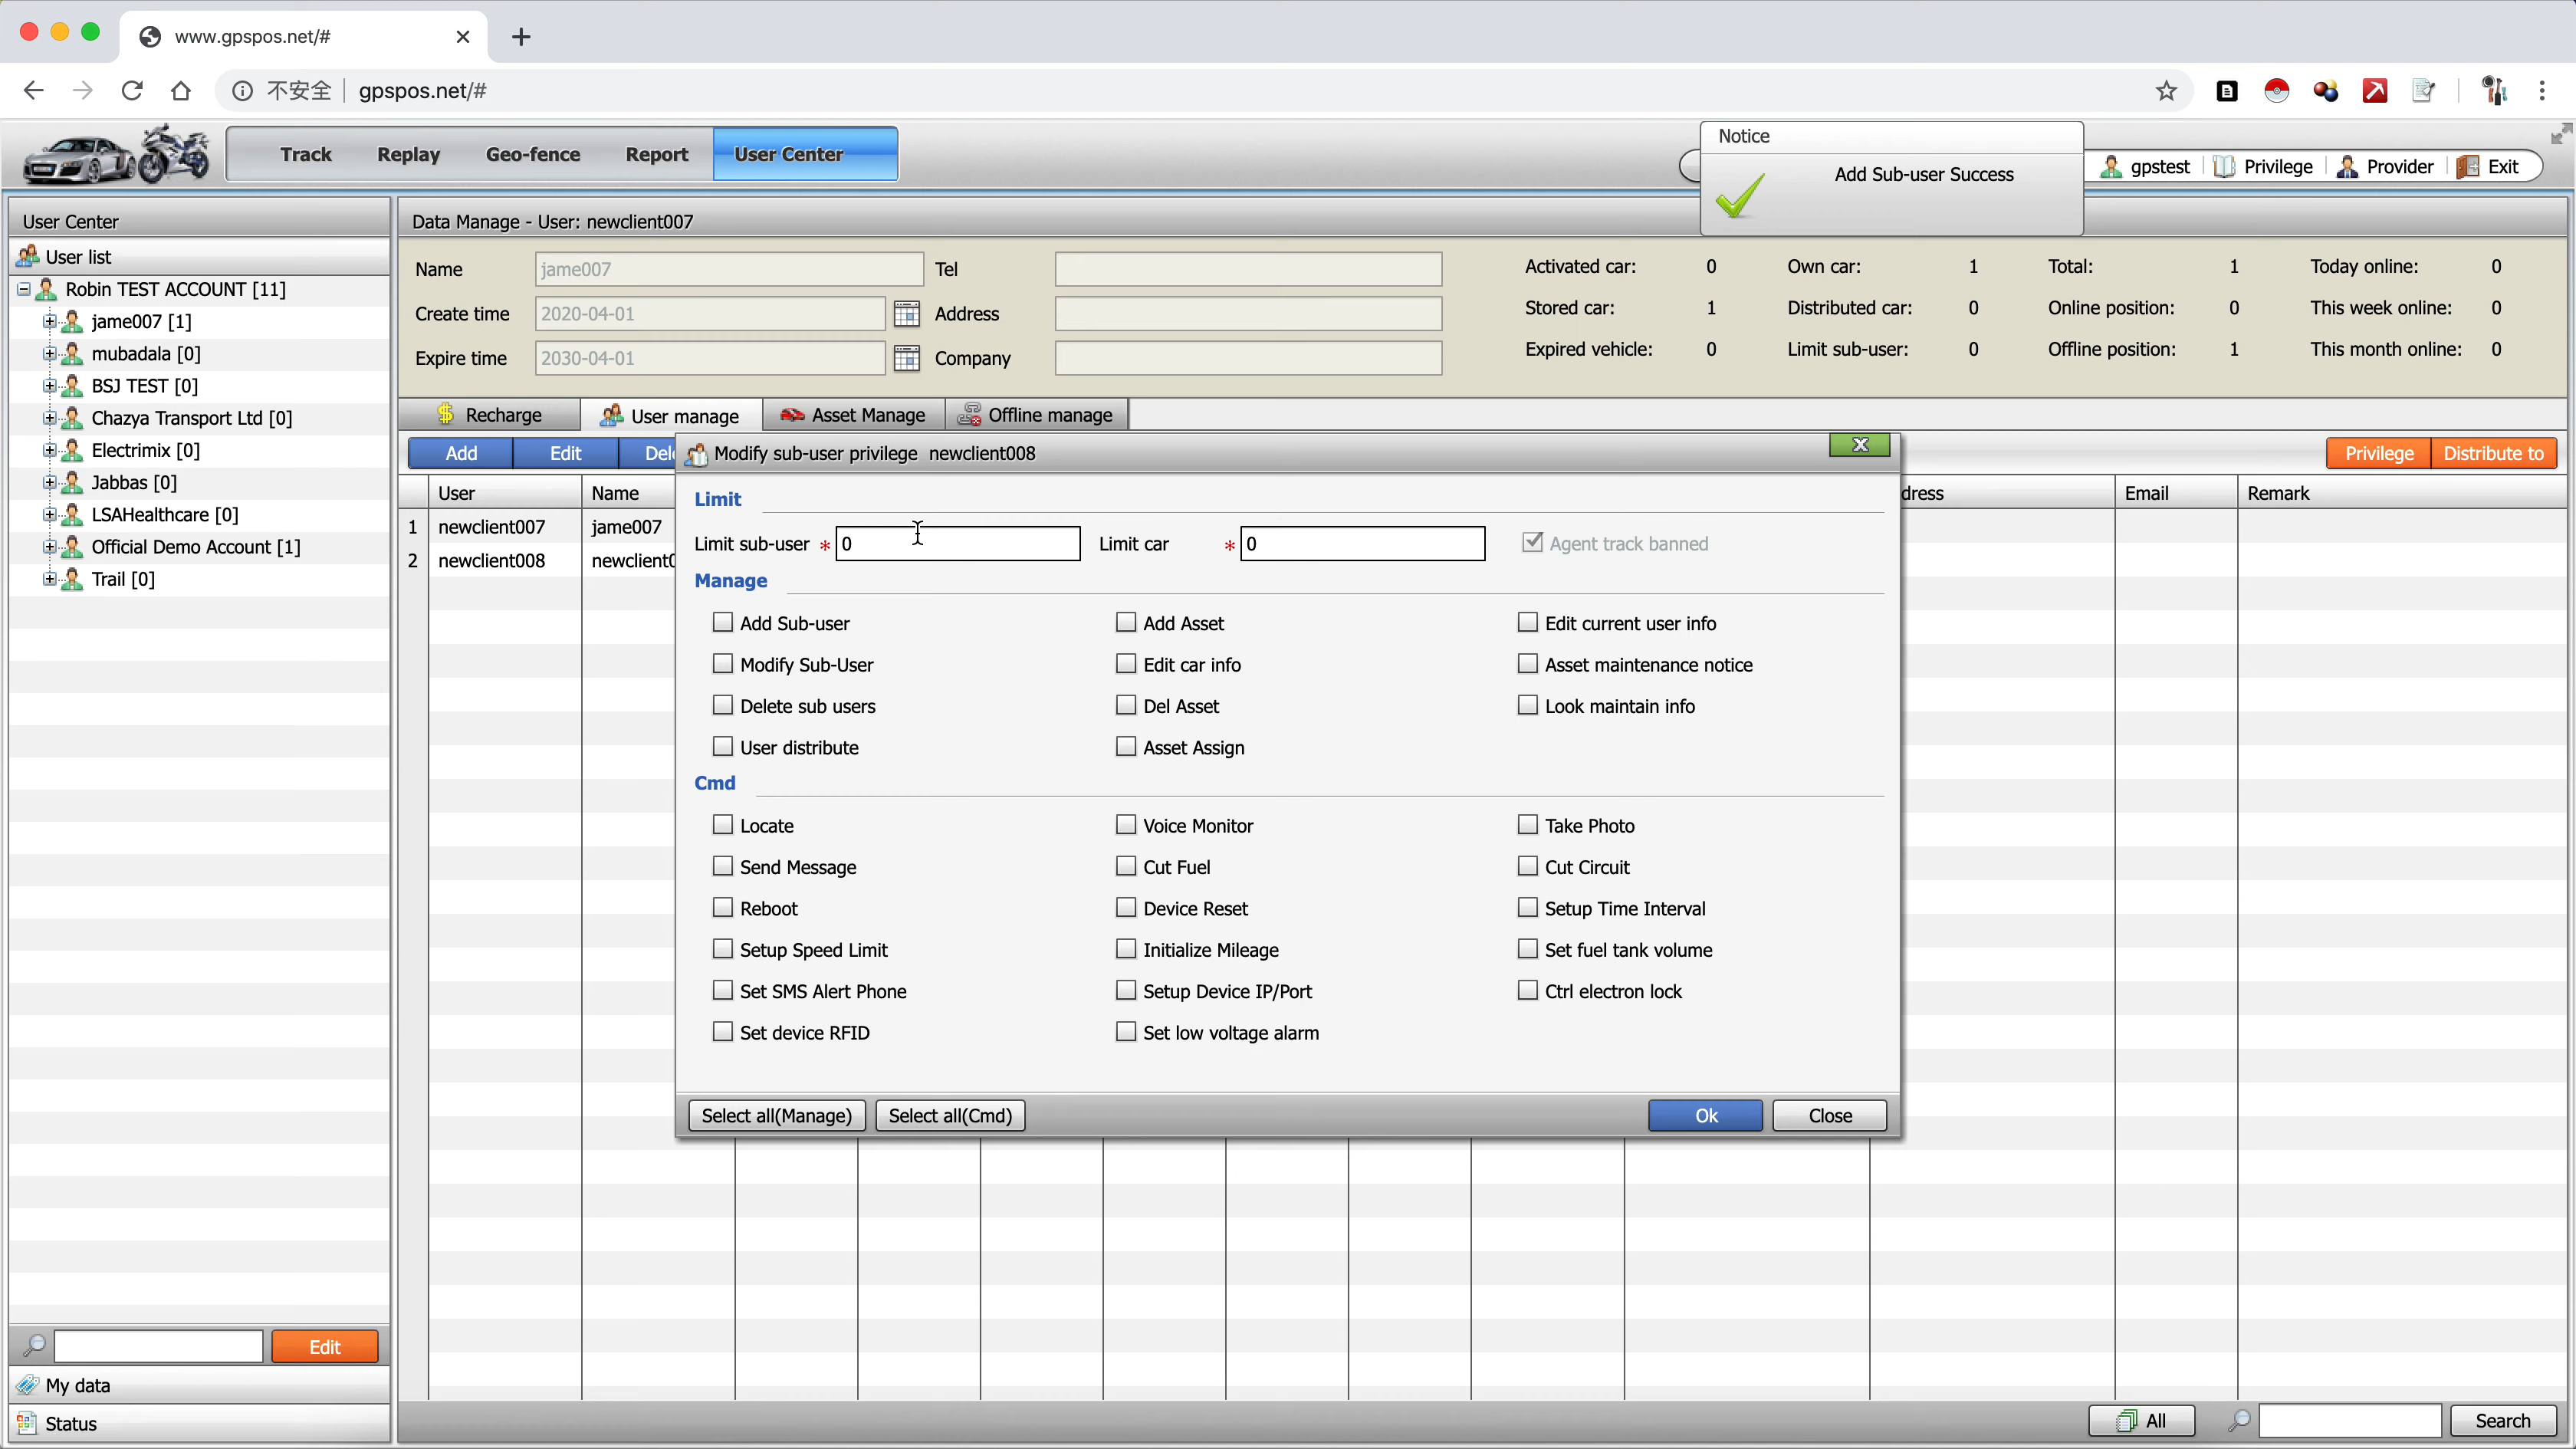 www.gpspos.net/#
不安全 | gpspos.net/#
Track Replay Geo-fence Report User Center
Notice
Add Sub-user Success
gpstest Privilege Provider Exit
User Center
User list
Robin TEST ACCOUNT [11]
jame007 [1]
mubadala [0]
BSJ TEST [0]
Chazya Transport Ltd [0]
Electrimix [0]
Jabbas [0]
LSAHealthcare [0]
Official Demo Account [1]
Trail [0]
Edit
My data
Status
Data Manage - User: newclient007
Name jame007 Tel
Create time 2020-04-01 Address
Expire time 2030-04-01 Company
Activated car: 0 Own car: 1 Total: 1 Today online: 0
Stored car: 1 Distributed car: 0 Online position: 0 This week online: 0
Expired vehicle: 0 Limit sub-user: 0 Offline position: 1 This month online: 0
Recharge User manage Asset Manage Offline manage
Add Edit Dele Privilege Distribute to
User Name dress Email Remark
1 newclient007 jame007
2 newclient008 newclient0
Modify sub-user privilege newclient008
X
Limit
Limit sub-user * 0 Limit car * 0 Agent track banned
Manage
Add Sub-user Add Asset Edit current user info
Modify Sub-User Edit car info Asset maintenance notice
Delete sub users Del Asset Look maintain info
User distribute Asset Assign
Cmd
Locate Voice Monitor Take Photo
Send Message Cut Fuel Cut Circuit
Reboot Device Reset Setup Time Interval
Setup Speed Limit Initialize Mileage Set fuel tank volume
Set SMS Alert Phone Setup Device IP/Port Ctrl electron lock
Set device RFID Set low voltage alarm
Select all(Manage) Select all(Cmd) Ok Close
All Search